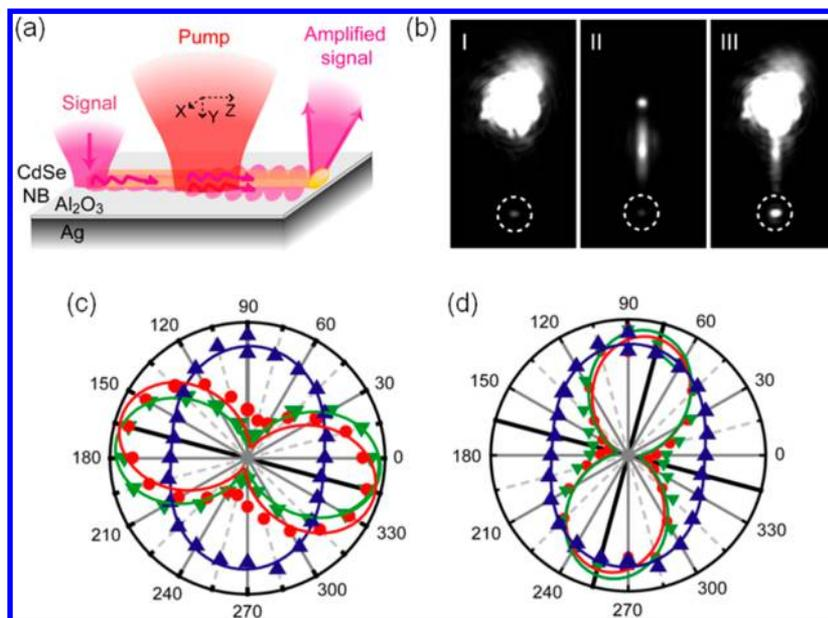 (a)
Pump
Amplified
signal
Signal
X
Y
Z
CdSe
NB
Al₂O₃
Ag
(b)
I
II
III
(c)
90
120
60
150
30
180
0
210
330
240
300
270
(d)
90
120
60
150
30
180
0
210
330
240
300
270